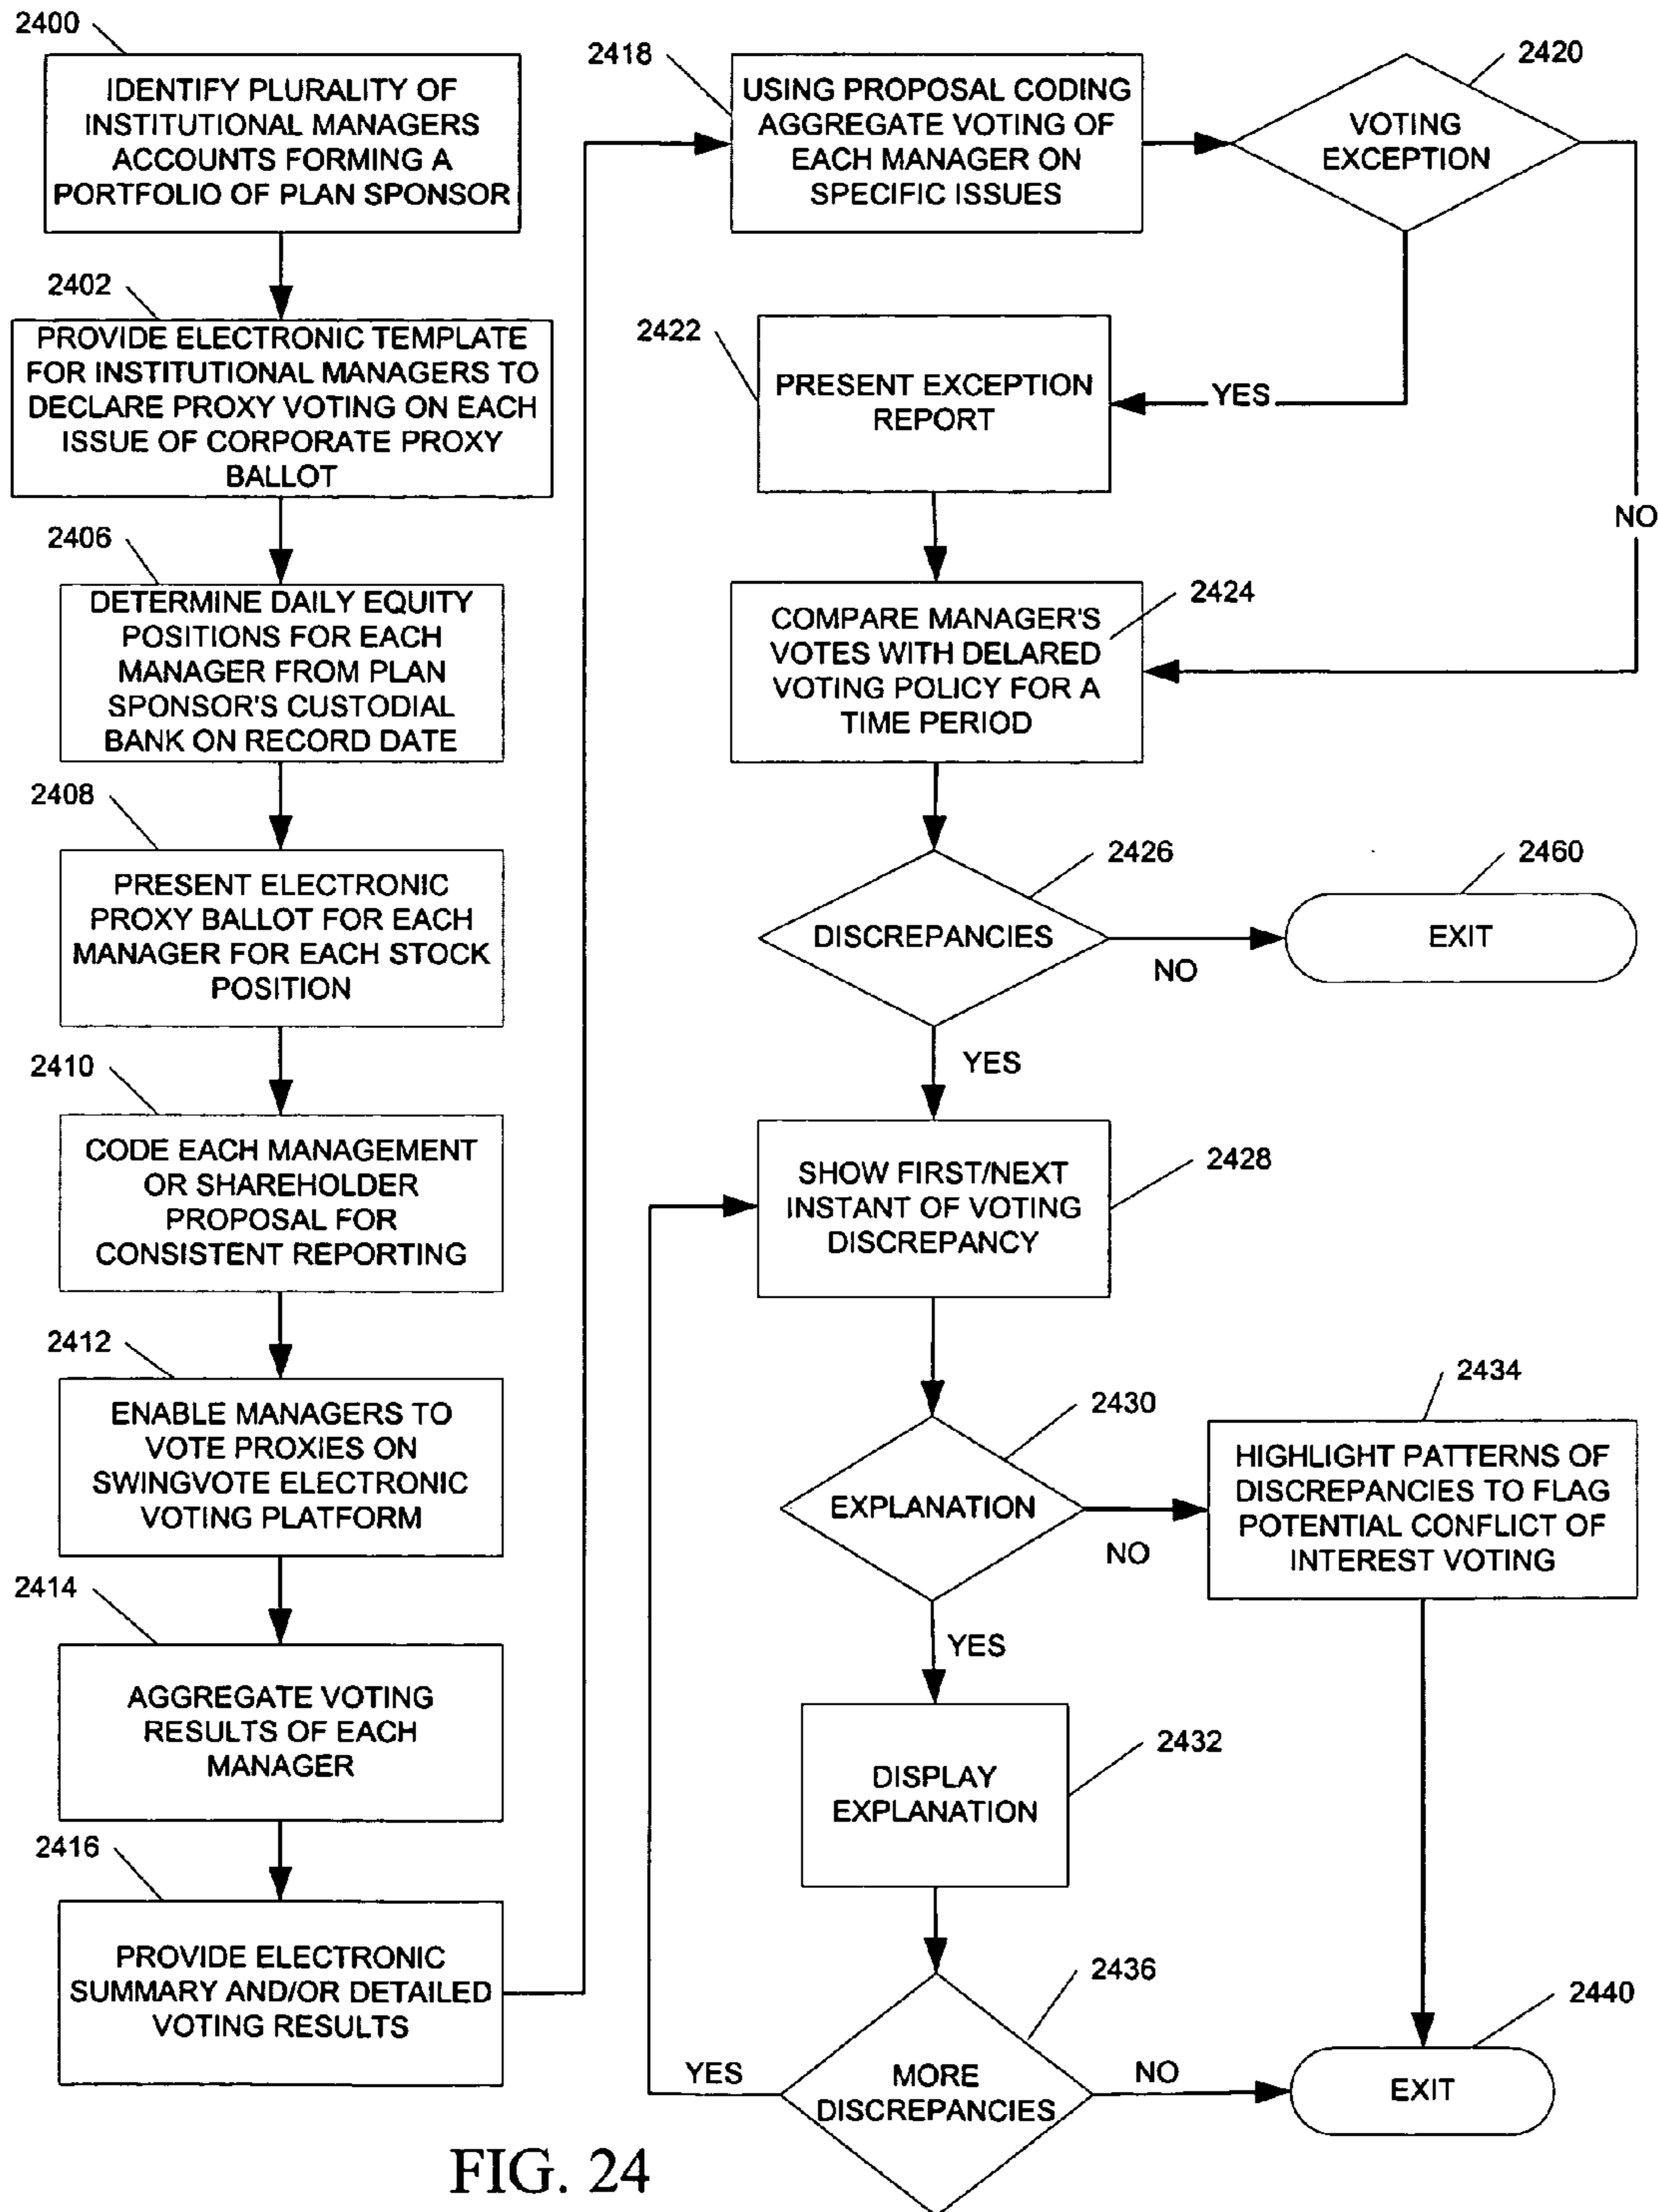 2400
IDENTIFY PLURALITY OF
INSTITUTIONAL MANAGERS
ACCOUNTS FORMING A
PORTFOLIO OF PLAN SPONSOR
2402
PROVIDE ELECTRONIC TEMPLATE
FOR INSTITUTIONAL MANAGERS TO
DECLARE PROXY VOTING ON EACH
ISSUE OF CORPORATE PROXY
BALLOT
2406
DETERMINE DAILY EQUITY
POSITIONS FOR EACH
MANAGER FROM PLAN
SPONSOR'S CUSTODIAL
BANK ON RECORD DATE
2408
PRESENT ELECTRONIC
PROXY BALLOT FOR EACH
MANAGER FOR EACH STOCK
POSITION
2410
CODE EACH MANAGEMENT
OR SHAREHOLDER
PROPOSAL FOR
CONSISTENT REPORTING
2412
ENABLE MANAGERS TO
VOTE PROXIES ON
SWINGVOTE ELECTRONIC
VOTING PLATFORM
2414
AGGREGATE VOTING
RESULTS OF EACH
MANAGER
2416
PROVIDE ELECTRONIC
SUMMARY AND/OR DETAILED
VOTING RESULTS
2418
USING PROPOSAL CODING
AGGREGATE VOTING OF
EACH MANAGER ON
SPECIFIC ISSUES
2420
VOTING
EXCEPTION
YES
NO
2422
PRESENT EXCEPTION
REPORT
2424
COMPARE MANAGER'S
VOTES WITH DELARED
VOTING POLICY FOR A
TIME PERIOD
2426
DISCREPANCIES
NO
2460
EXIT
YES
2428
SHOW FIRST/NEXT
INSTANT OF VOTING
DISCREPANCY
2430
EXPLANATION
NO
2434
HIGHLIGHT PATTERNS OF
DISCREPANCIES TO FLAG
POTENTIAL CONFLICT OF
INTEREST VOTING
YES
2432
DISPLAY
EXPLANATION
2436
MORE
DISCREPANCIES
YES
NO
2440
EXIT
FIG. 24